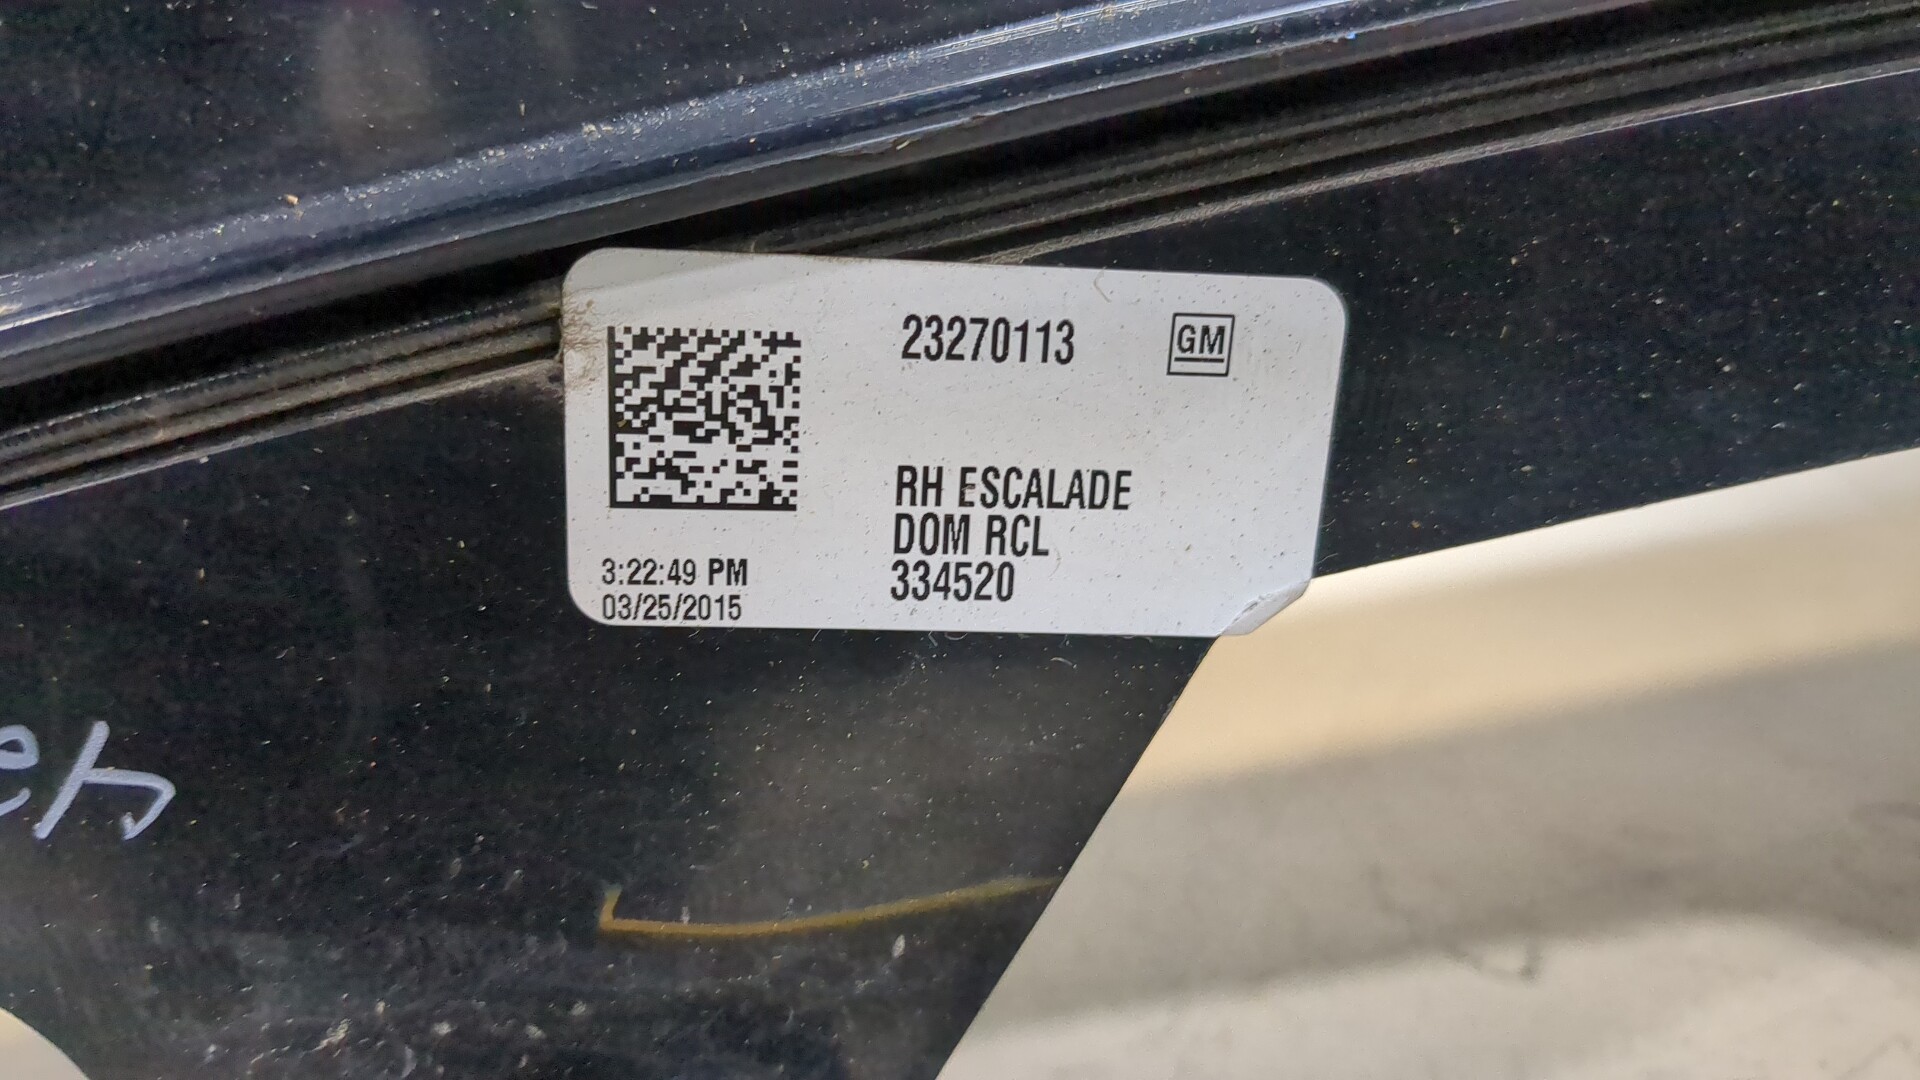 23270113
GM
RH ESCALADE
DOM RCL
334520
3:22:49 PM
03/25/2015